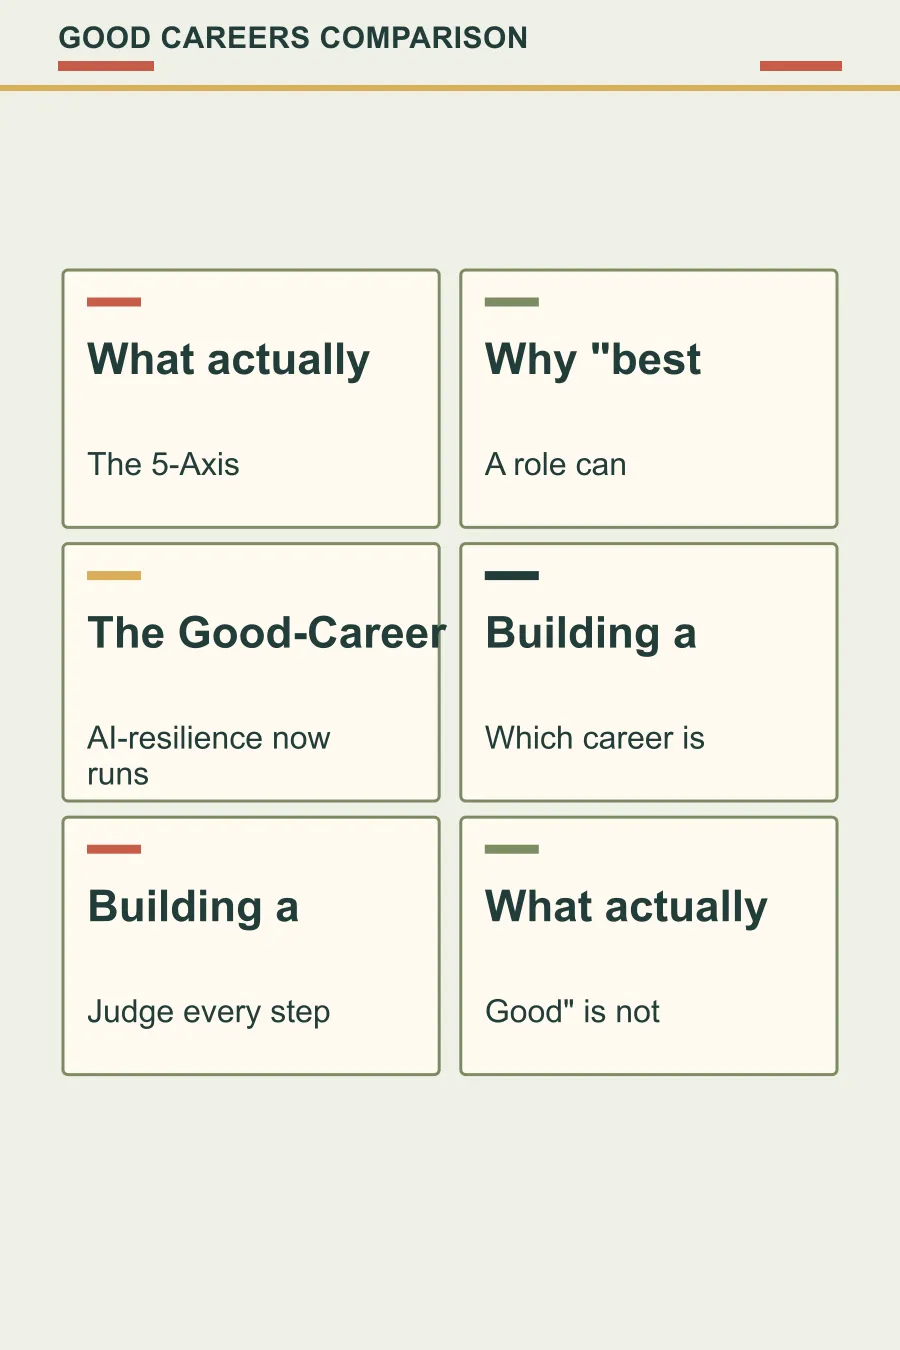 GOOD CAREERS COMPARISON
What actually
The 5-Axis
Why "best
A role can
The Good-Career
AI-resilience now
runs
Building a
Which career is
Building a
Judge every step
What actually
Good" is not